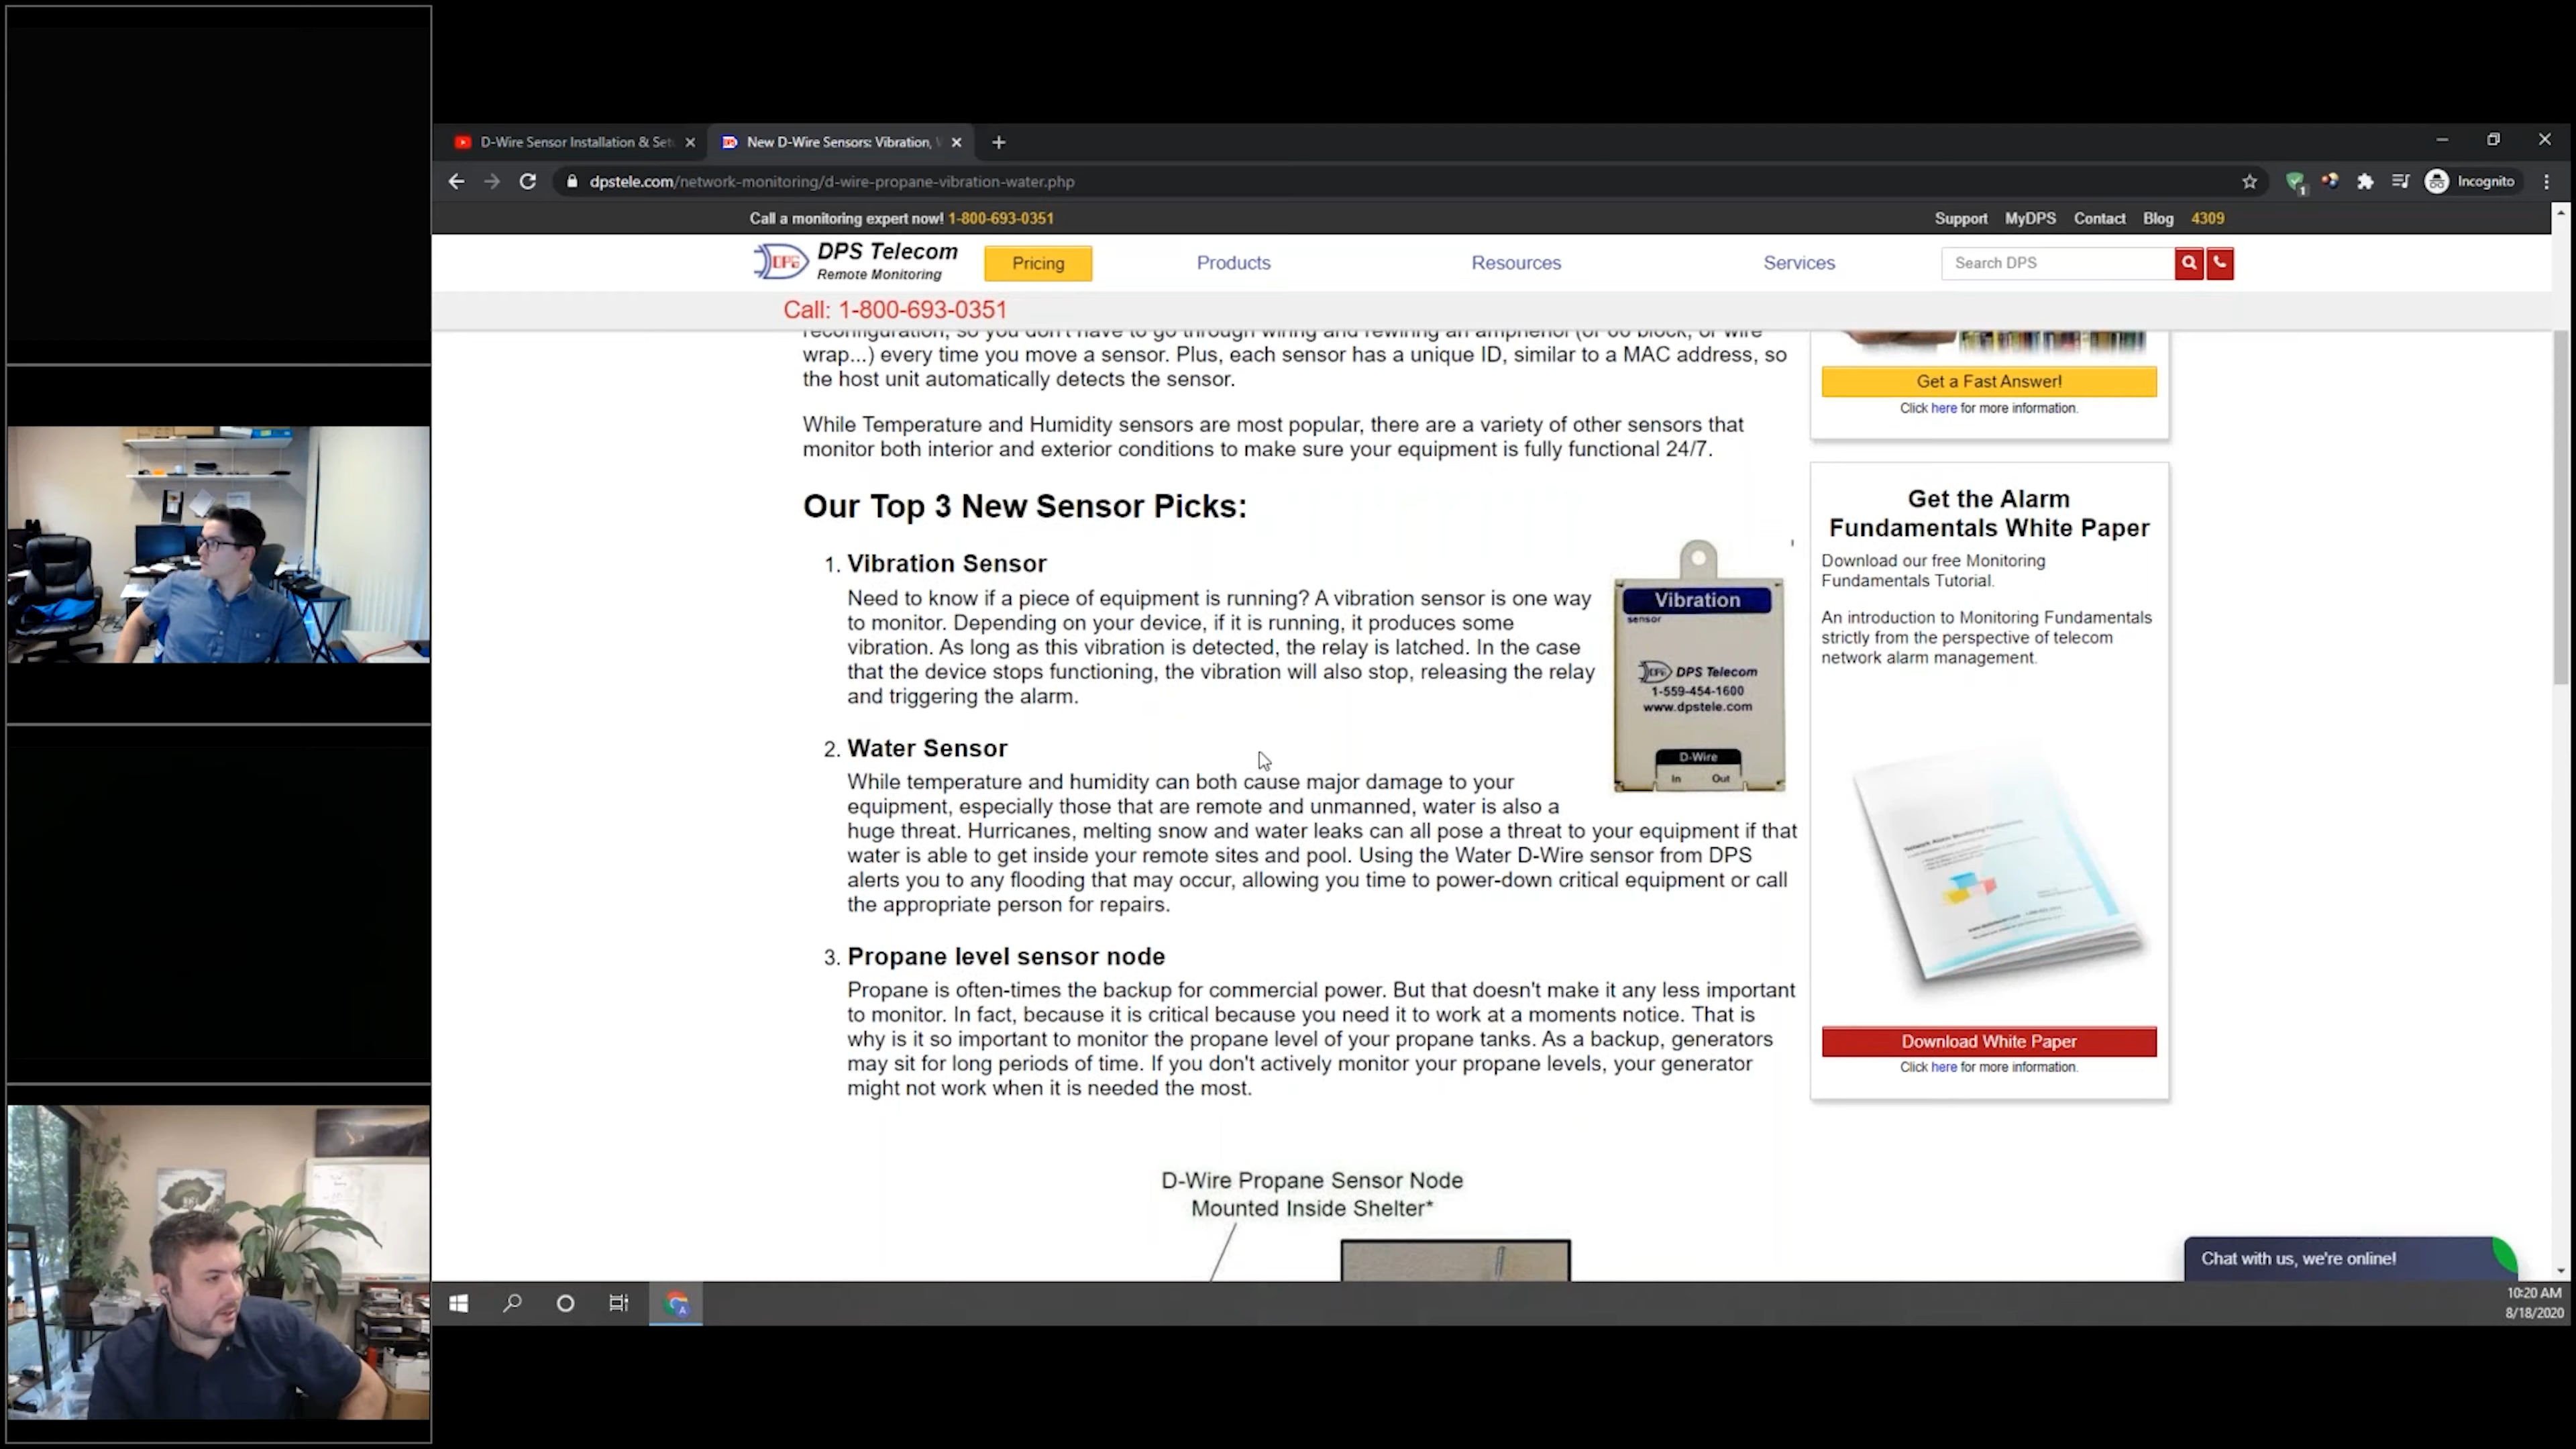 D-Wire Sensor Installation & Set
New D-Wire Sensors: Vibration,
dpstele.com/network-monitoring/d-wire-propane-vibration-water.php
1
Incognito
Call a monitoring expert now! 1-800-693-0351
Support MyDPS Contact Blog 4309
DPS
DPS Telecom
Remote Monitoring
Pricing
Products
Resources
Services
Search DPS
Call: 1-800-693-0351
reconfiguration, so you don't have to go through wiring and rewiring an amphenol (or 66 block, or wire
wrap...) every time you move a sensor. Plus, each sensor has a unique ID, similar to a MAC address, so
the host unit automatically detects the sensor.
While Temperature and Humidity sensors are most popular, there are a variety of other sensors that
monitor both interior and exterior conditions to make sure your equipment is fully functional 24/7.
Our Top 3 New Sensor Picks:
1. Vibration Sensor
Need to know if a piece of equipment is running? A vibration sensor is one way
to monitor. Depending on your device, if it is running, it produces some
vibration. As long as this vibration is detected, the relay is latched. In the case
that the device stops functioning, the vibration will also stop, releasing the relay
and triggering the alarm.
Vibration
sensor
DPS Telecom
1-559-454-1600
www.dpstele.com
D-Wire
In Out
2. Water Sensor
While temperature and humidity can both cause major damage to your
equipment, especially those that are remote and unmanned, water is also a
huge threat. Hurricanes, melting snow and water leaks can all pose a threat to your equipment if that
water is able to get inside your remote sites and pool. Using the Water D-Wire sensor from DPS
alerts you to any flooding that may occur, allowing you time to power-down critical equipment or call
the appropriate person for repairs.
3. Propane level sensor node
Propane is often-times the backup for commercial power. But that doesn't make it any less important
to monitor. In fact, because it is critical because you need it to work at a moments notice. That is
why is it so important to monitor the propane level of your propane tanks. As a backup, generators
may sit for long periods of time. If you don't actively monitor your propane levels, your generator
might not work when it is needed the most.
D-Wire Propane Sensor Node
Mounted Inside Shelter*
Get a Fast Answer!
Click here for more information.
Get the Alarm
Fundamentals White Paper
Download our free Monitoring
Fundamentals Tutorial.
An introduction to Monitoring Fundamentals
strictly from the perspective of telecom
network alarm management.
Download White Paper
Click here for more information.
Chat with us, we're online!
A
10:20 AM
8/18/2020